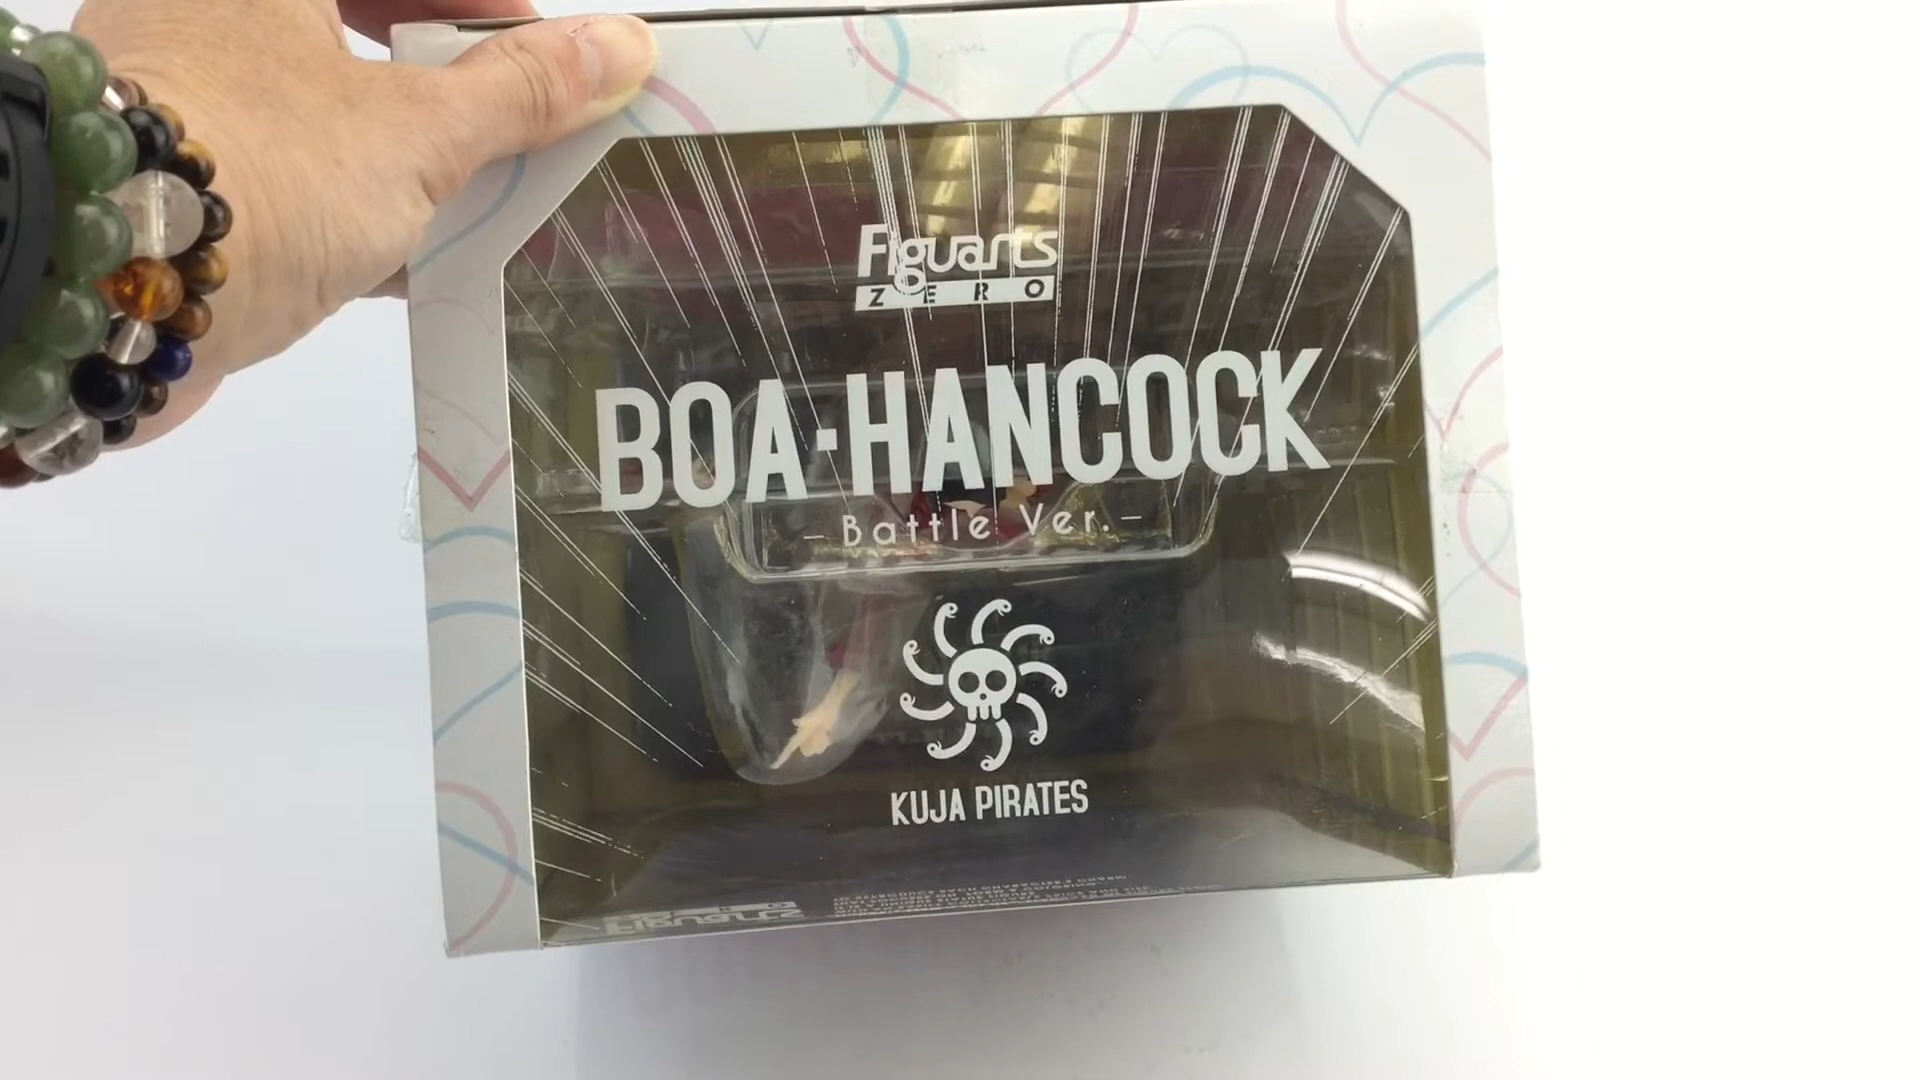 Figuarts
ZERO
BOA·HANCOCK
– Battle Ver. –
KUJA PIRATES